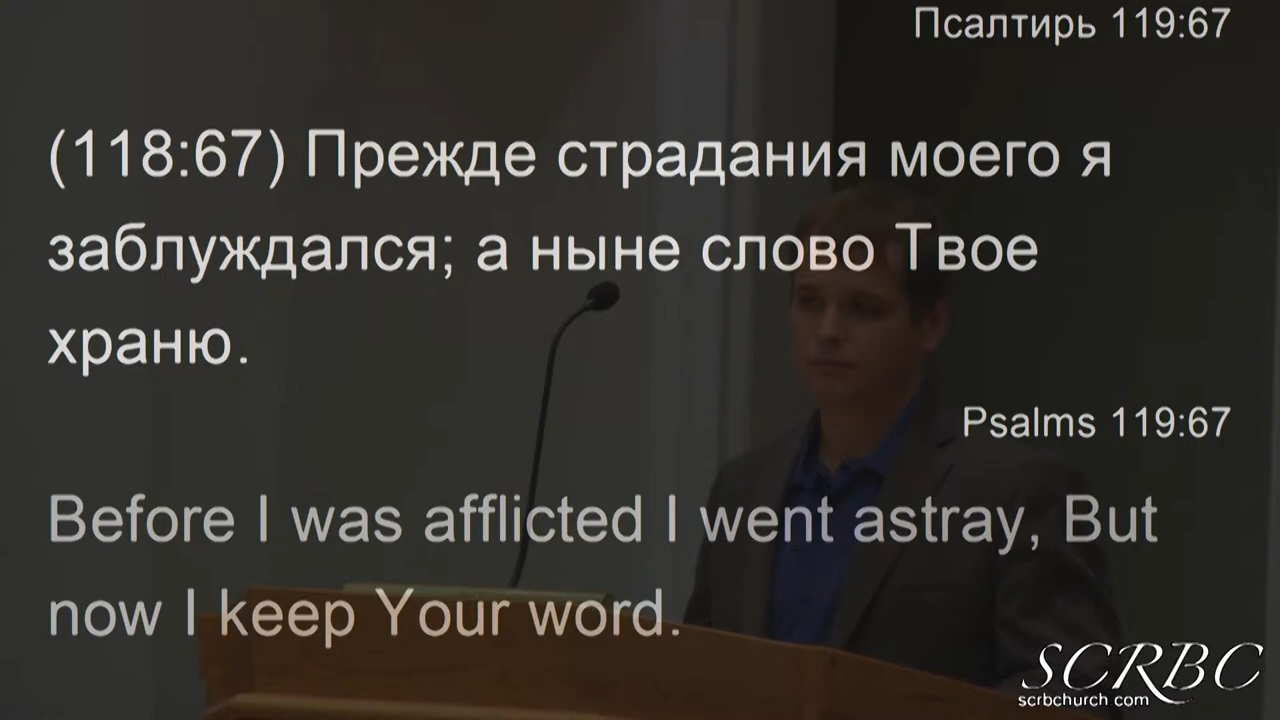 Псалтирь 119:67
(118:67) Прежде страдания моего я
заблуждался; а ныне слово Твое
храню.
Psalms 119:67
Before I was afflicted I went astray, But
now I keep Your word.
SCRBC
scrbchurch com